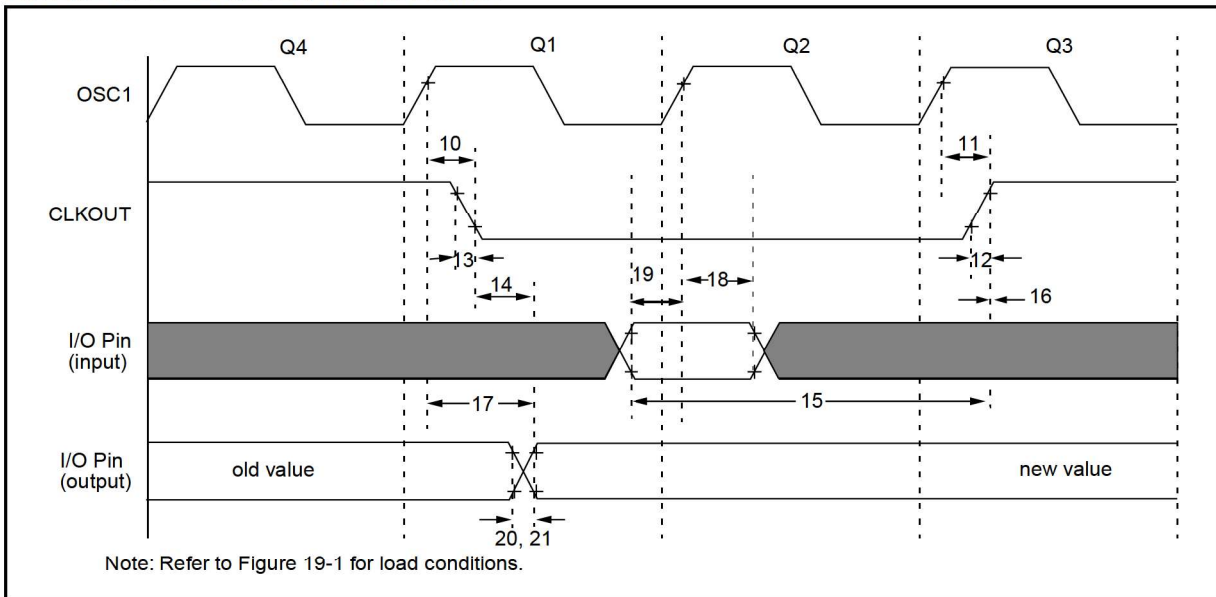 Q4 Q1 Q2 Q3
OSC1
10 11
CLKOUT
13 12
14 19 18 16
I/O Pin
(input)
17 15
I/O Pin
(output)
old value new value
20, 21
Note: Refer to Figure 19-1 for load conditions.